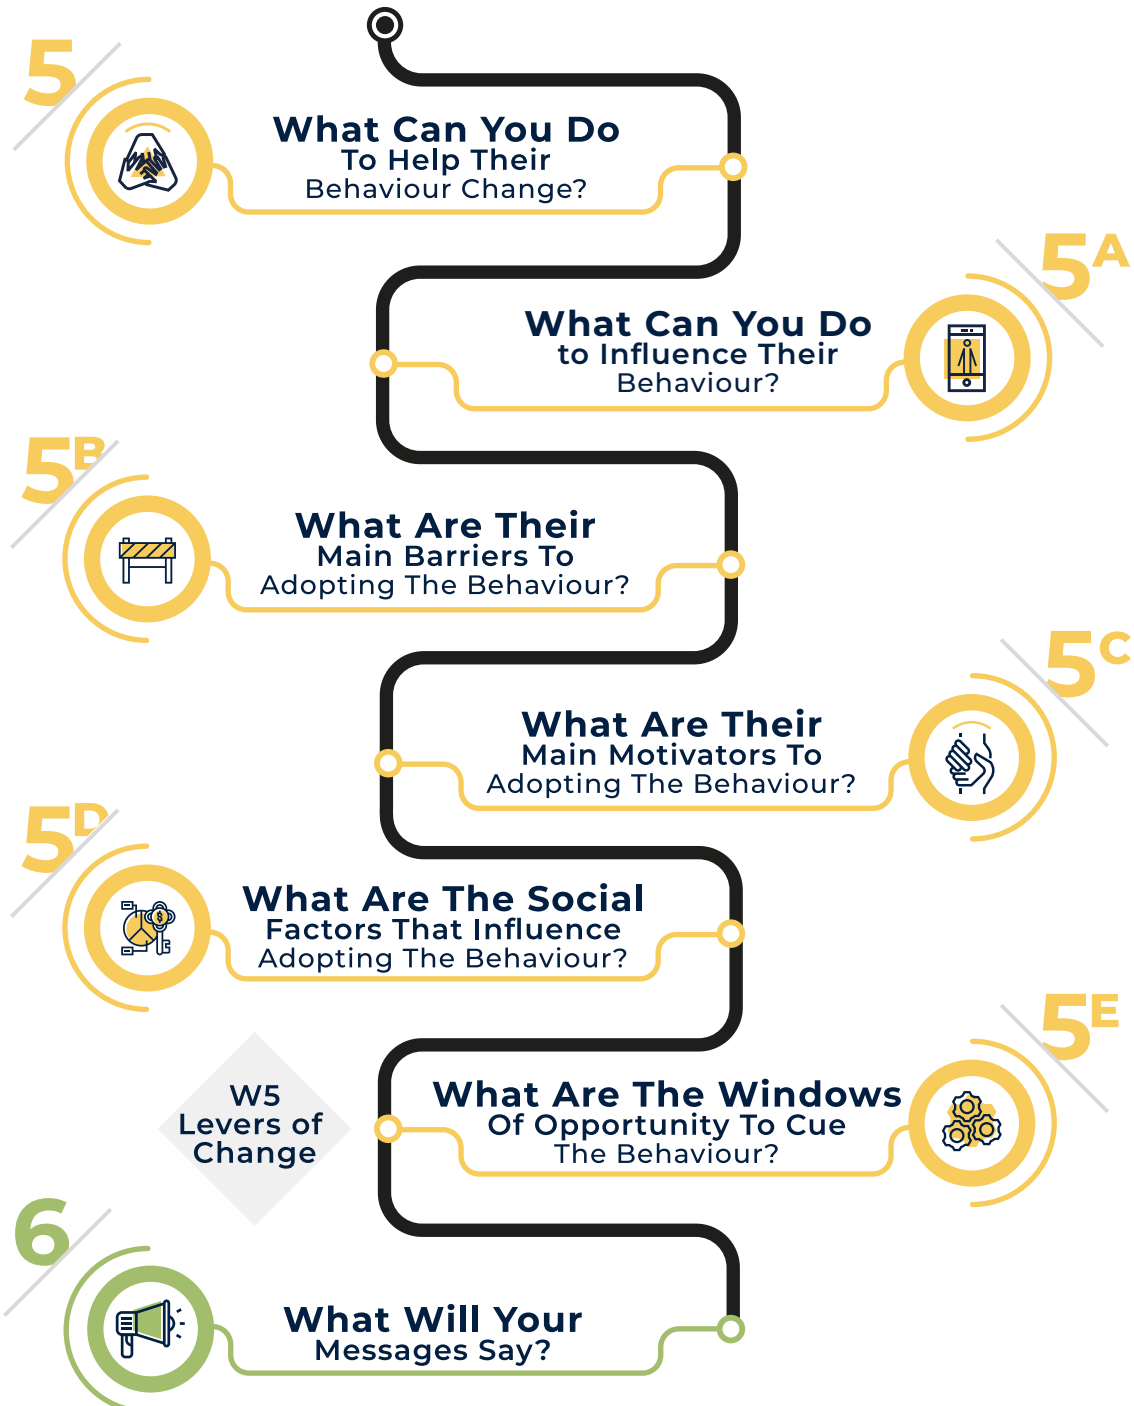 5
What Can You Do
To Help Their
Behaviour Change?
5A
What Can You Do
to Influence Their
Behaviour?
5B
What Are Their
Main Barriers To
Adopting The Behaviour?
5C
What Are Their
Main Motivators To
Adopting The Behaviour?
5D
What Are The Social
Factors That Influence
Adopting The Behaviour?
5E
What Are The Windows
Of Opportunity To Cue
The Behaviour?
W5
Levers of
Change
6
What Will Your
Messages Say?
$